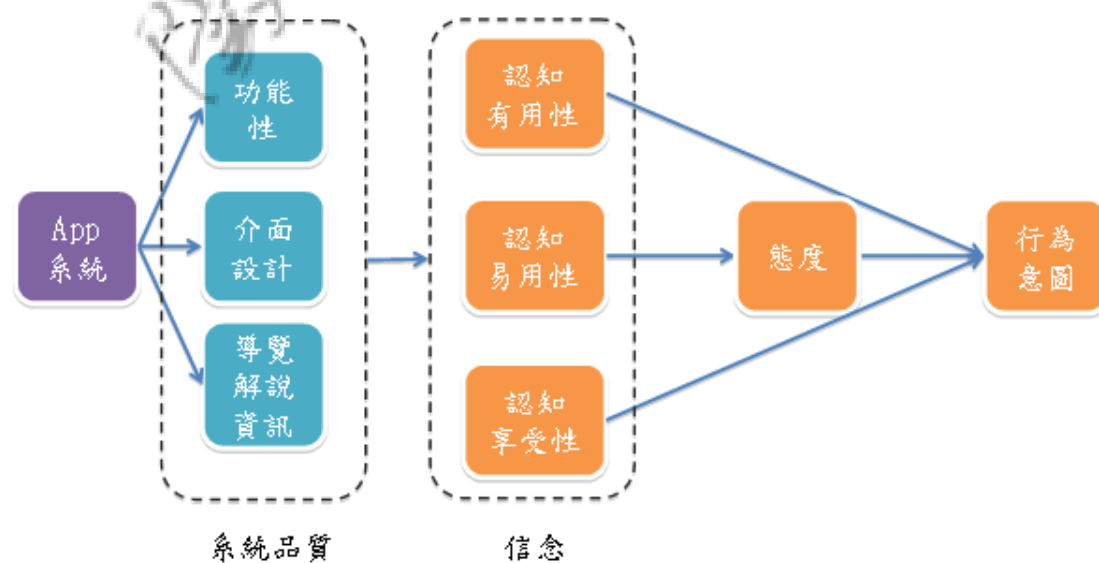 App
系統
功能
性
介面
設計
導覽
解說
資訊
系統品質
認知
有用性
認知
易用性
認知
享受性
信念
態度
行為
意圖